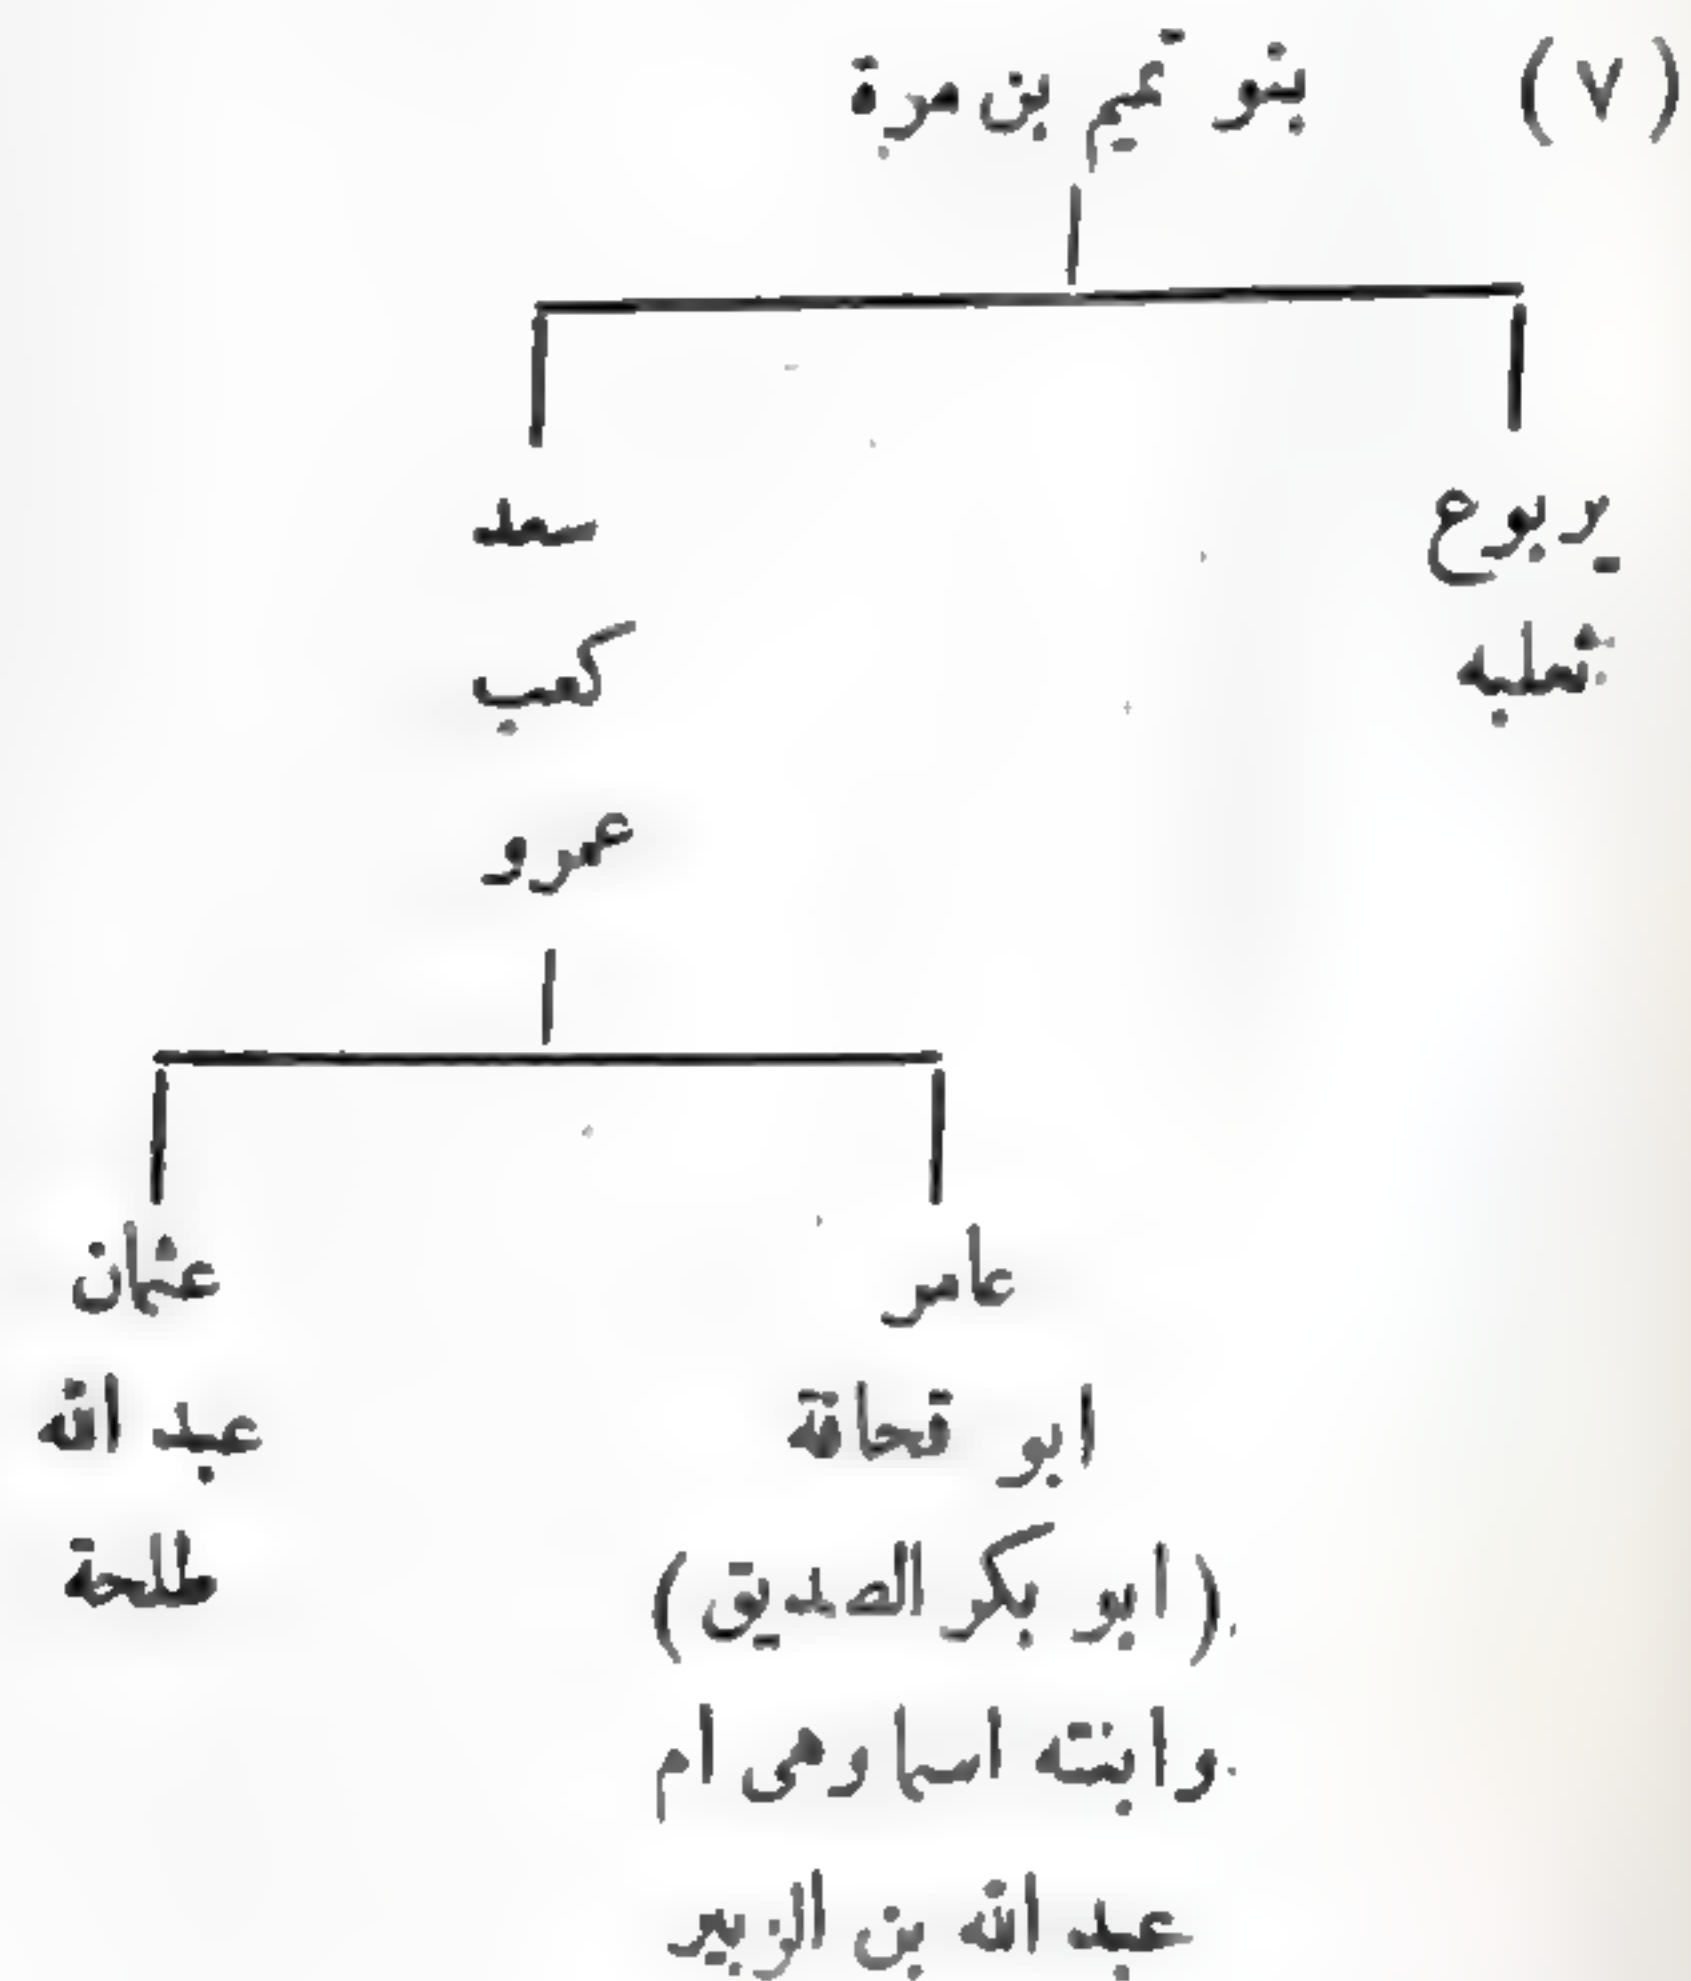 (٧) بنو تميم بن مرة
يربوع
سعد
ثعلبه
كعب
عمرو
عامر
عثمان
ابو قحافة
عبد الله
(ابو بكر الصديق)
طلحة
وابنته اسما وهى ام
عبد الله بن الزبير